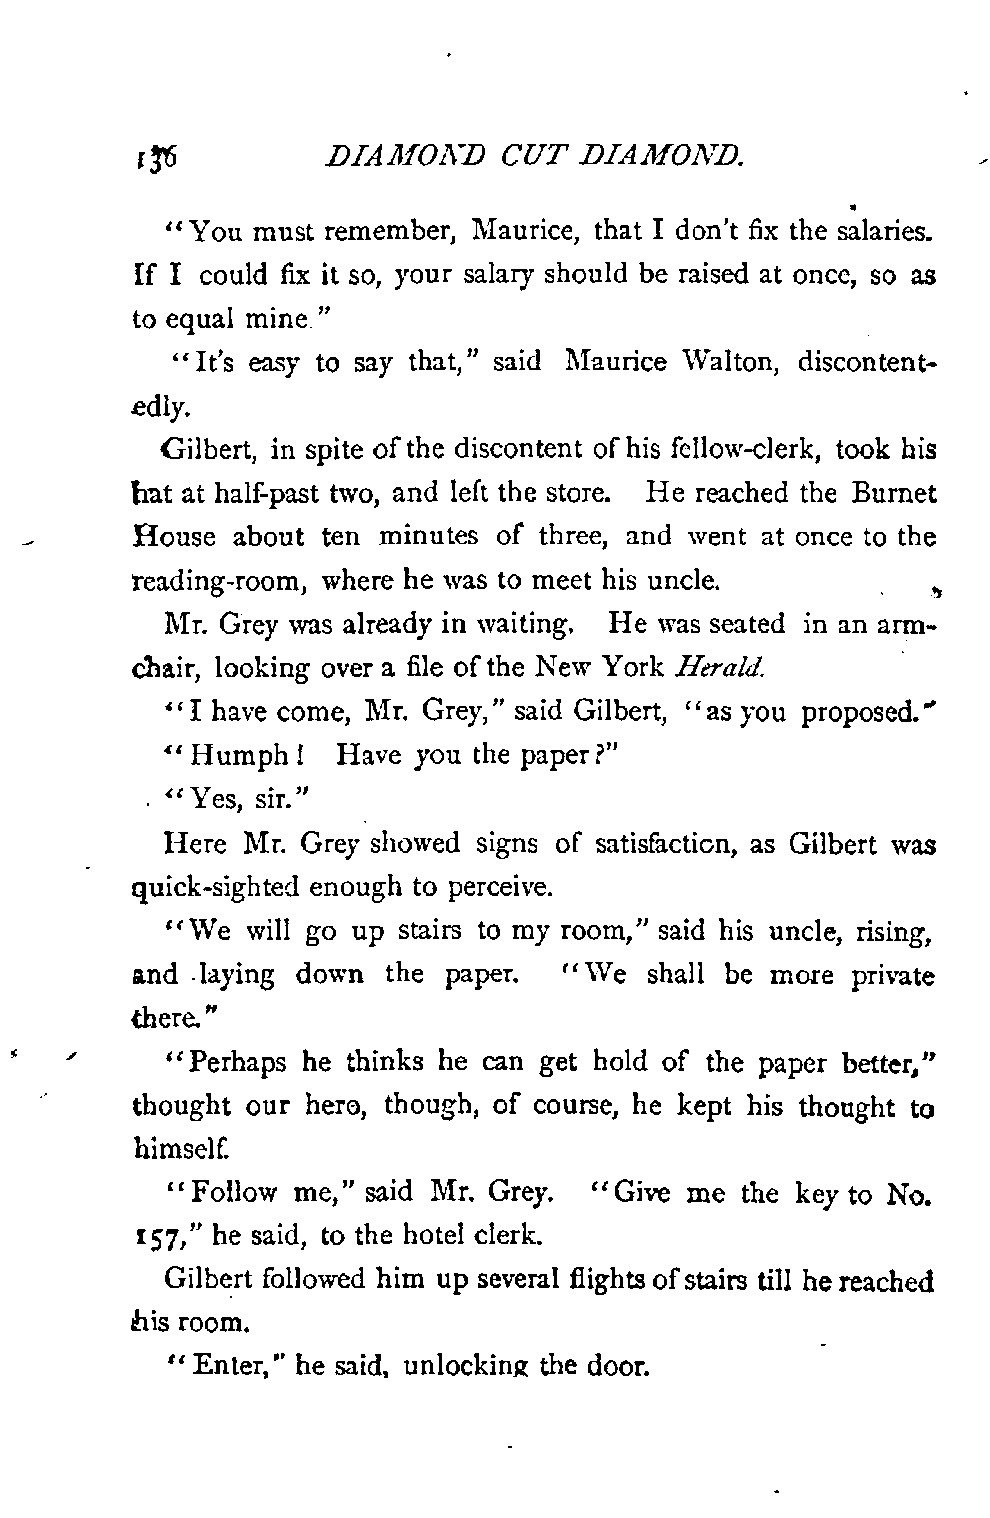 136 DIAMOND CUT DIAMOND.
"You must remember, Maurice, that I don't fix the salaries.
If I could fix it so, your salary should be raised at once, so as
to equal mine."
"It's easy to say that," said Maurice Walton, discontent-
edly.
Gilbert, in spite of the discontent of his fellow-clerk, took his
hat at half-past two, and left the store. He reached the Burnet
House about ten minutes of three, and went at once to the
reading-room, where he was to meet his uncle.
Mr. Grey was already in waiting. He was seated in an arm-
chair, looking over a file of the New York Herald.
"I have come, Mr. Grey," said Gilbert, "as you proposed."
"Humph! Have you the paper?"
"Yes, sir."
Here Mr. Grey showed signs of satisfaction, as Gilbert was
quick-sighted enough to perceive.
"We will go up stairs to my room," said his uncle, rising,
and laying down the paper. "We shall be more private
there."
"Perhaps he thinks he can get hold of the paper better,"
thought our hero, though, of course, he kept his thought to
himself.
"Follow me," said Mr. Grey. "Give me the key to No.
157," he said, to the hotel clerk.
Gilbert followed him up several flights of stairs till he reached
his room.
"Enter," he said, unlocking the door.